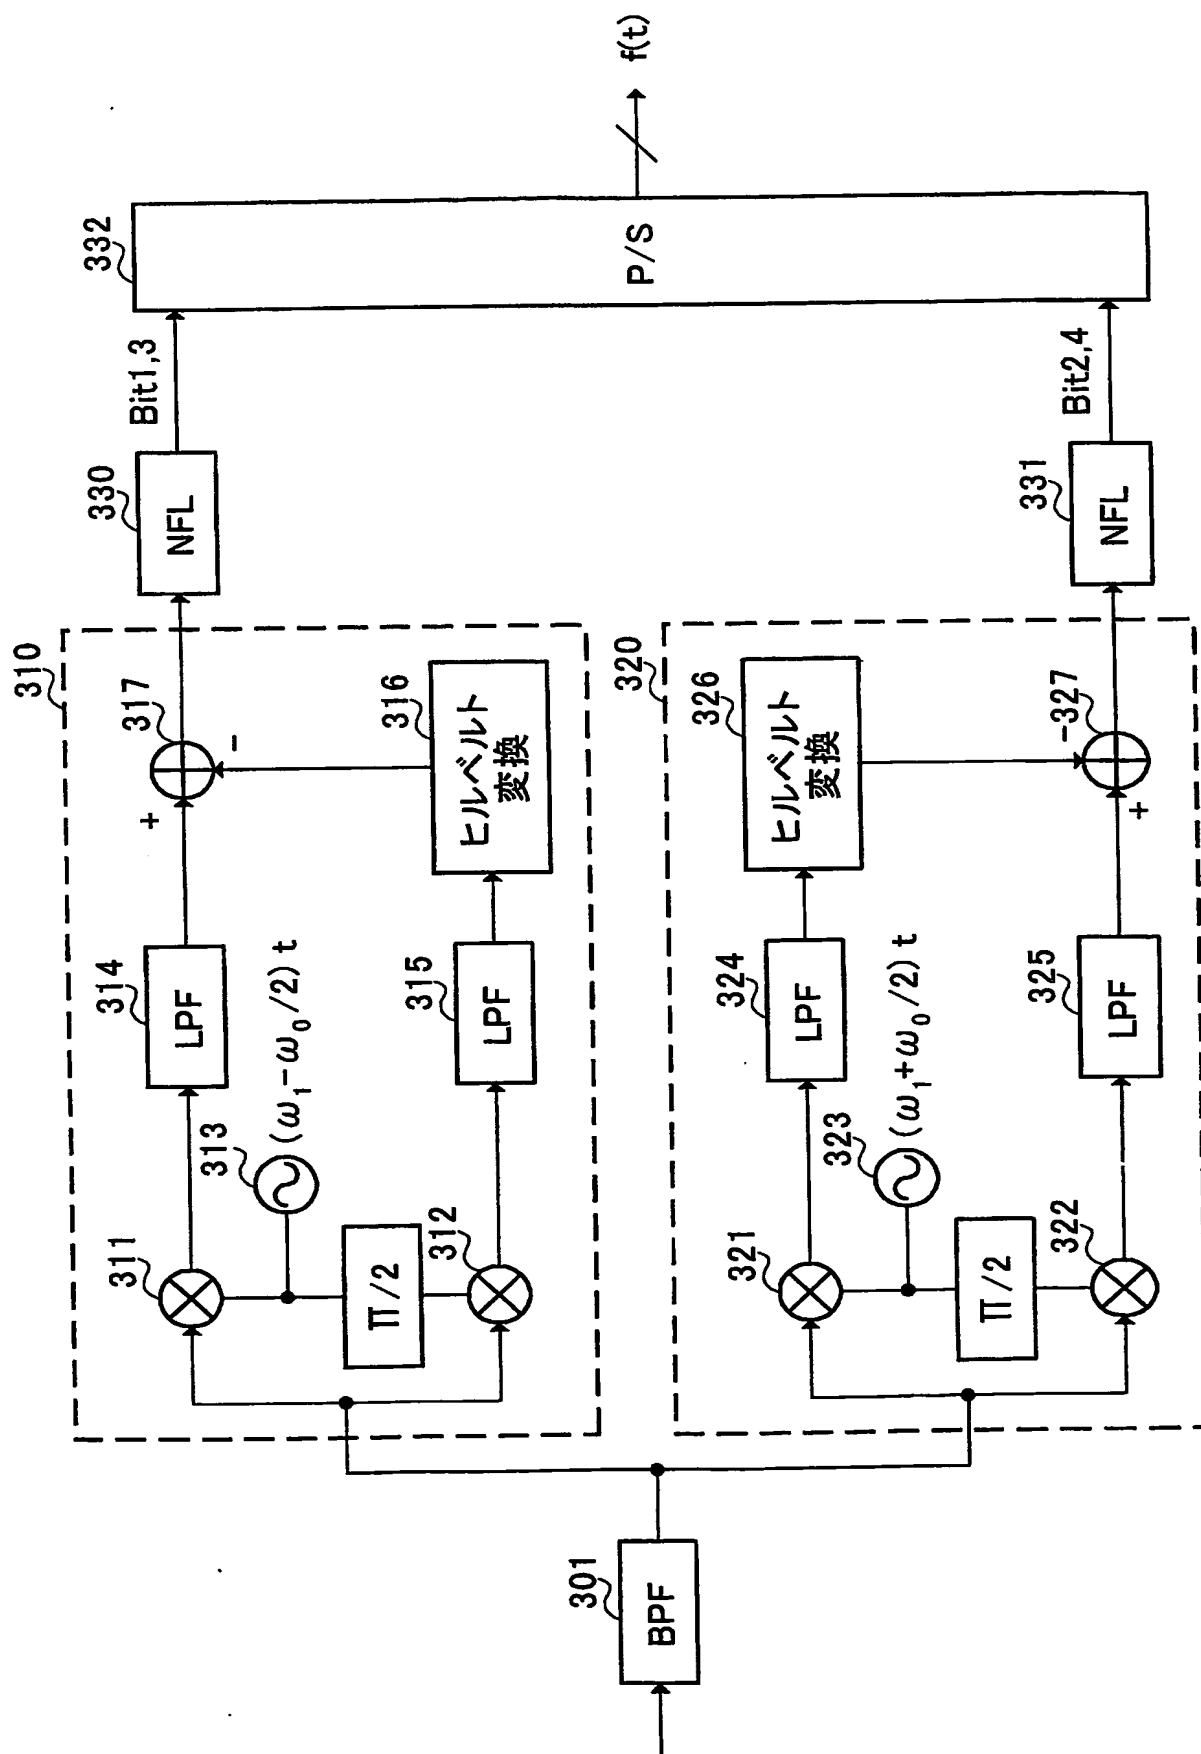 301
BPF
310
311
312
313
(ω₁−ω₀/2) t
π/2
314
LPF
315
LPF
316
ヒルベルト
変換
317
+
-
330
NFL
Bit1,3
320
321
322
323
(ω₁+ω₀/2) t
π/2
324
LPF
325
LPF
326
ヒルベルト
変換
327
-
+
331
NFL
Bit2,4
332
P/S
f(t)